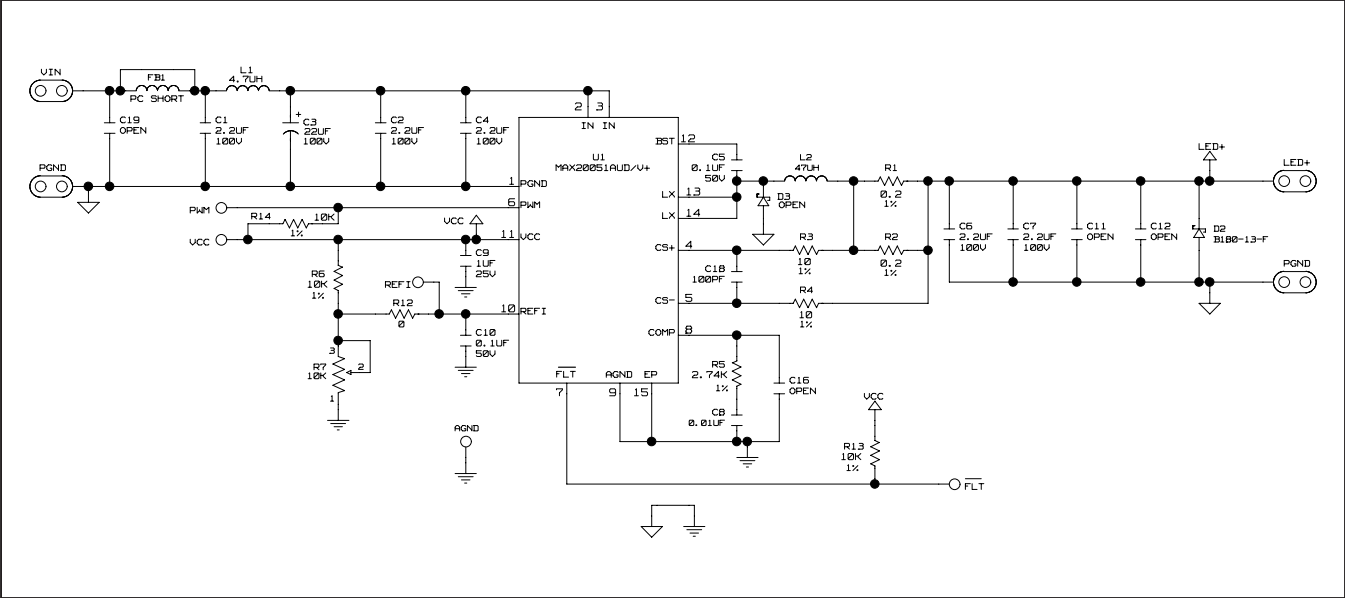 VIN
FB1
PC SHORT
L1
4.7UH
C19
OPEN
C1
2.2UF
100V
+
C3
22UF
100V
C2
2.2UF
100V
C4
2.2UF
100V
PGND
2 3
IN IN
U1
MAX20051AUD/V+
1 PGND
6 PWM
11 VCC
10 REFI
BST 12
LX 13
LX 14
CS+ 4
CS- 5
COMP 8
FLT AGND EP
7 9 15
PWM
R14 10K
1%
VCC
VCC
C9
1UF
25V
R6
10K
1%
REFI
R12
0
C10
0.1UF
50V
3
R7
10K
2
1
AGND
C5
0.1UF
50V
D3
OPEN
L2
47UH
R1
0.2
1%
R3
10
1%
R2
0.2
1%
C18
100PF
R4
10
1%
C6
2.2UF
100V
C7
2.2UF
100V
C11
OPEN
C12
OPEN
LED+
D2
B180-13-F
LED+
PGND
R5
2.74K
1%
C16
OPEN
C8
0.01UF
VCC
R13
10K
1%
FLT